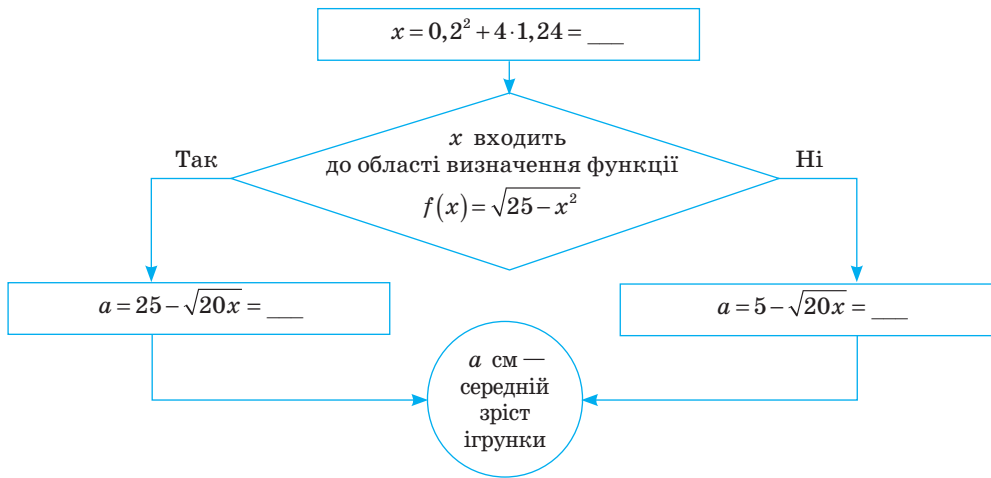 x = 0,2² + 4 · 1,24 = ___
x входить
до області визначення функції
f(x) = √(25 − x²)
Так
Ні
a = 25 − √(20x) = ___
a = 5 − √(20x) = ___
a см —
середній
зріст
ігрунки